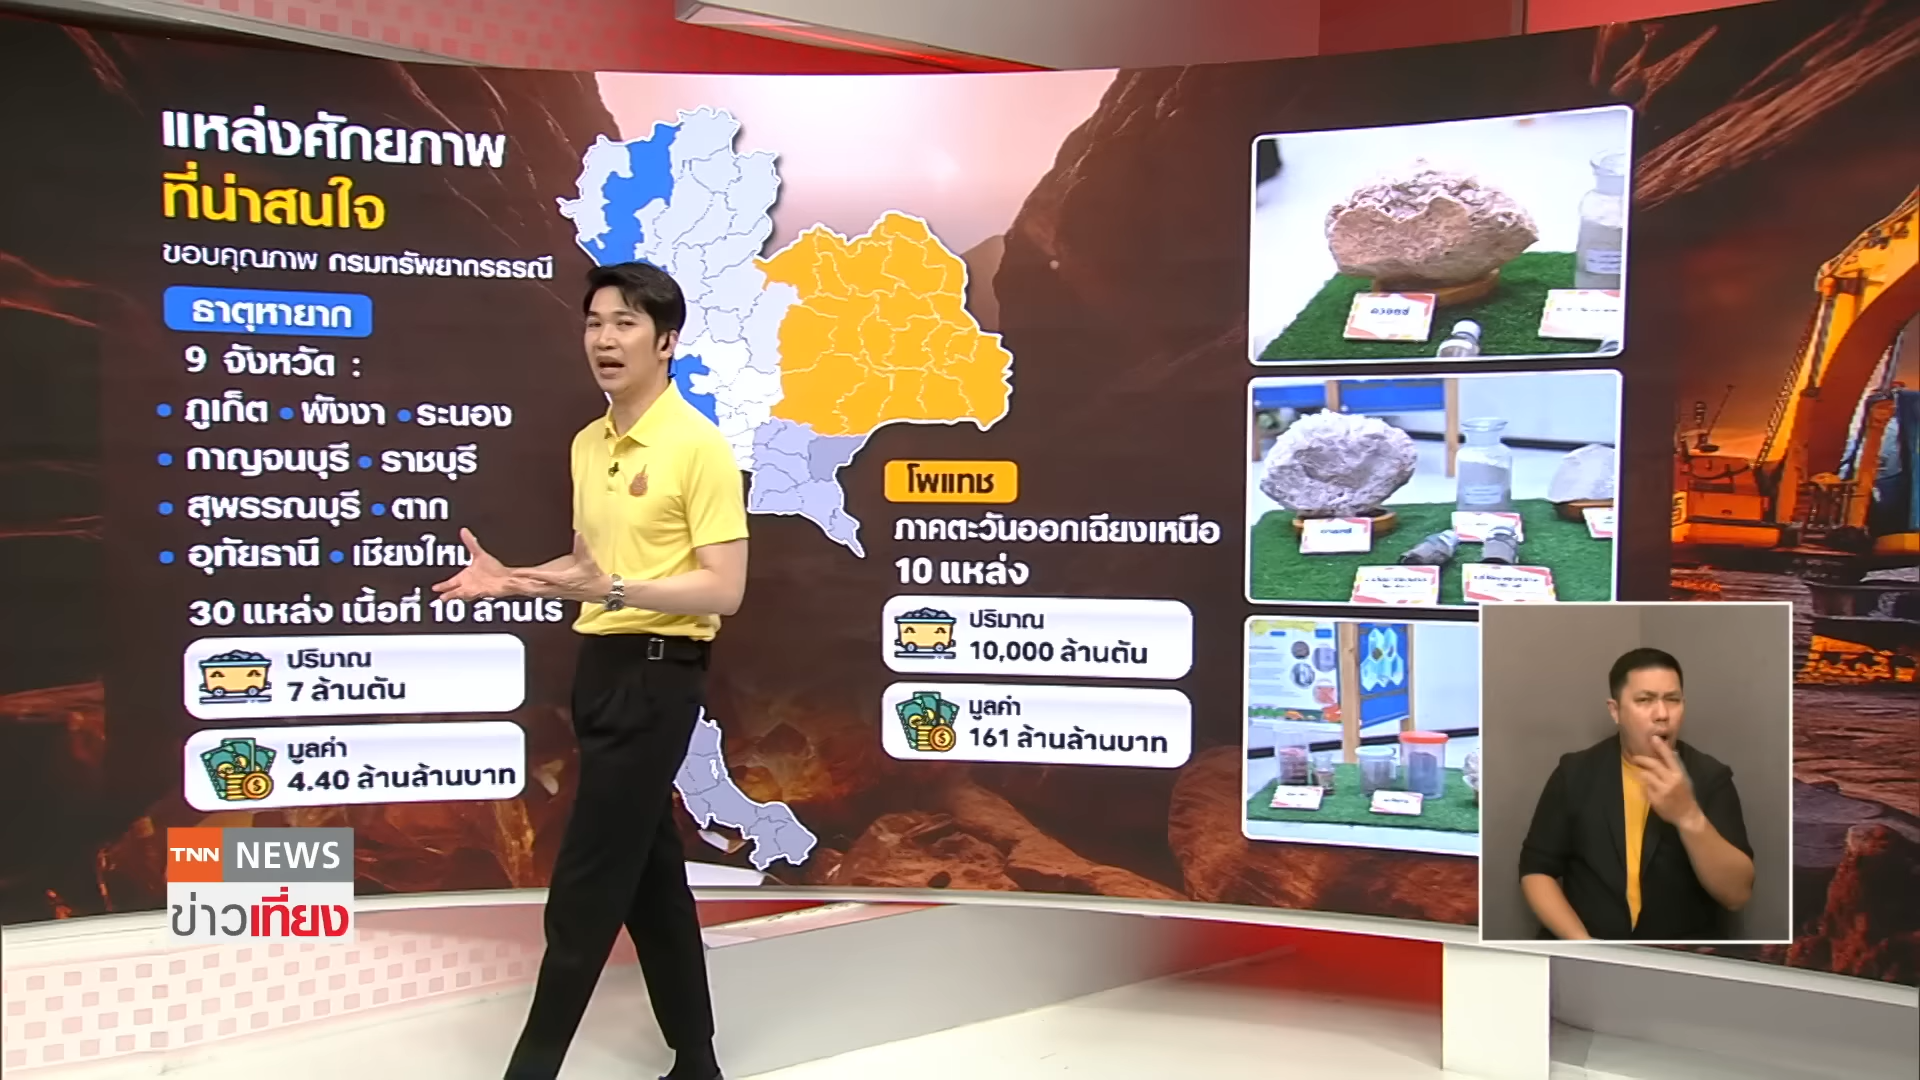 แหล่งศักยภาพ
ที่น่าสนใจ
ขอบคุณภาพ กรมทรัพยากรธรณี
ธาตุหายาก
9 จังหวัด :
• ภูเก็ต • พังงา • ระนอง
• กาญจนบุรี • ราชบุรี
• สุพรรณบุรี • ตาก
• อุทัยธานี • เชียงใหม่
30 แหล่ง เนื้อที่ 10 ล้านไร่
ปริมาณ
7 ล้านตัน
มูลค่า
4.40 ล้านล้านบาท
โพแทช
ภาคตะวันออกเฉียงเหนือ
10 แหล่ง
ปริมาณ
10,000 ล้านตัน
มูลค่า
161 ล้านล้านบาท
ควอตซ์
TNN NEWS
ข่าวเที่ยง